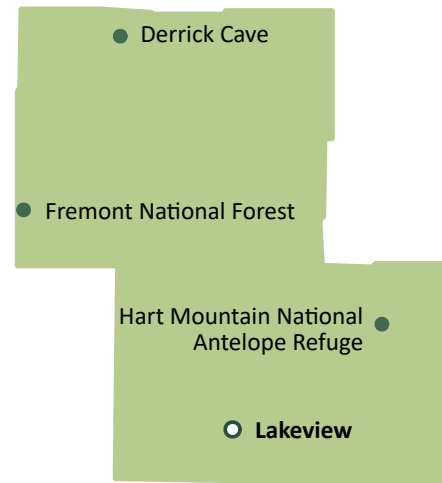 Derrick Cave
Fremont National Forest
Hart Mountain National
Antelope Refuge
Lakeview